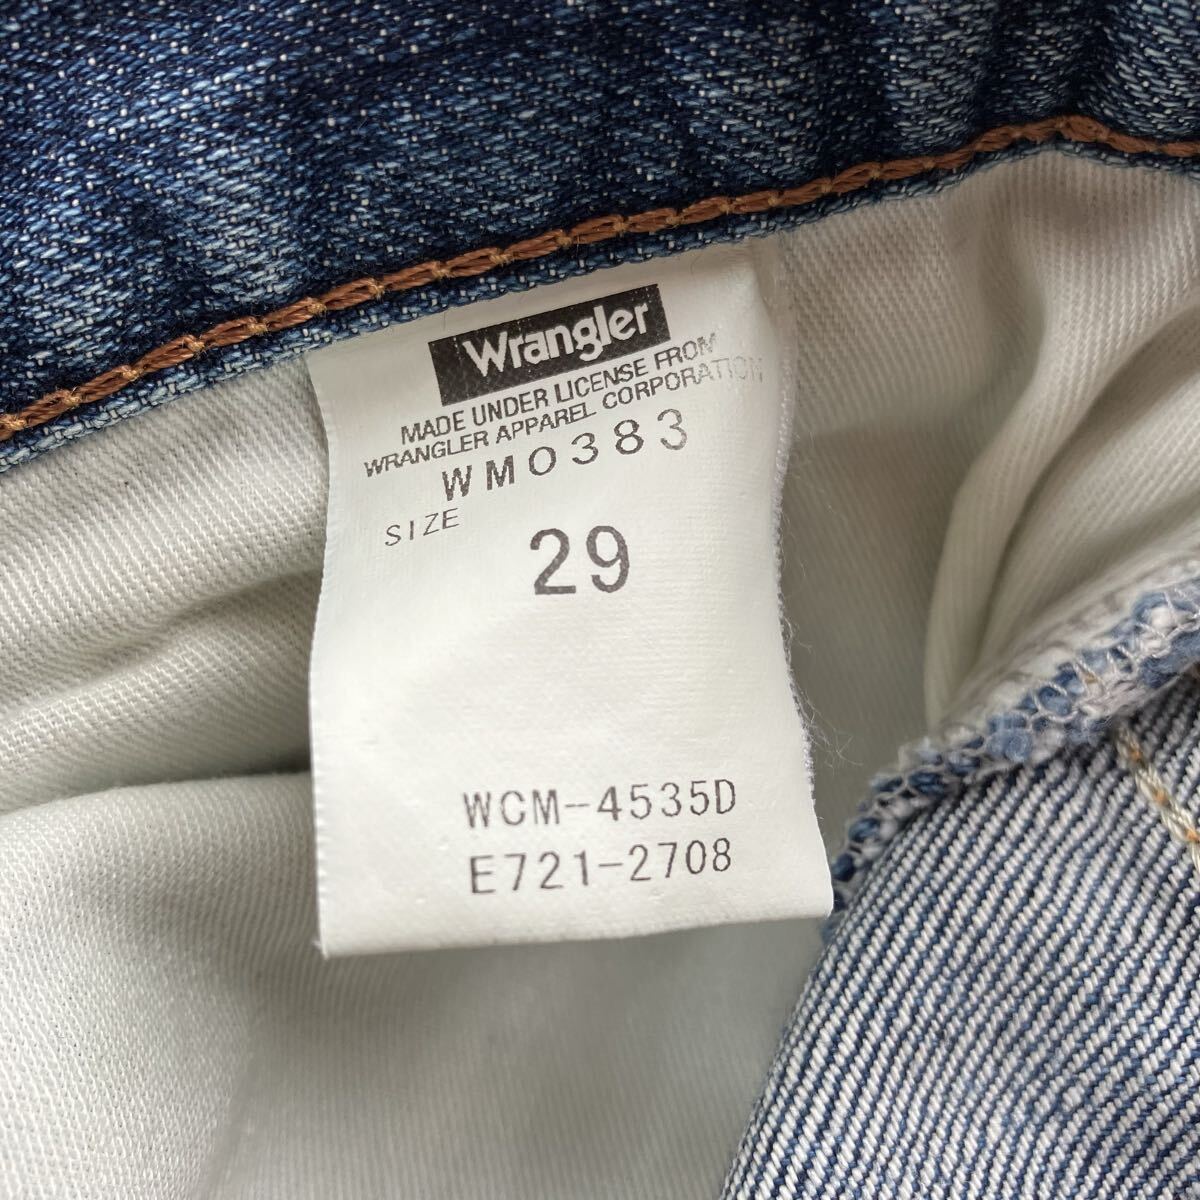 Wrangler
MADE UNDER LICENSE FROM
WRANGLER APPAREL CORPORATION
WM0383
SIZE
29
WCM-4535D
E721-2708